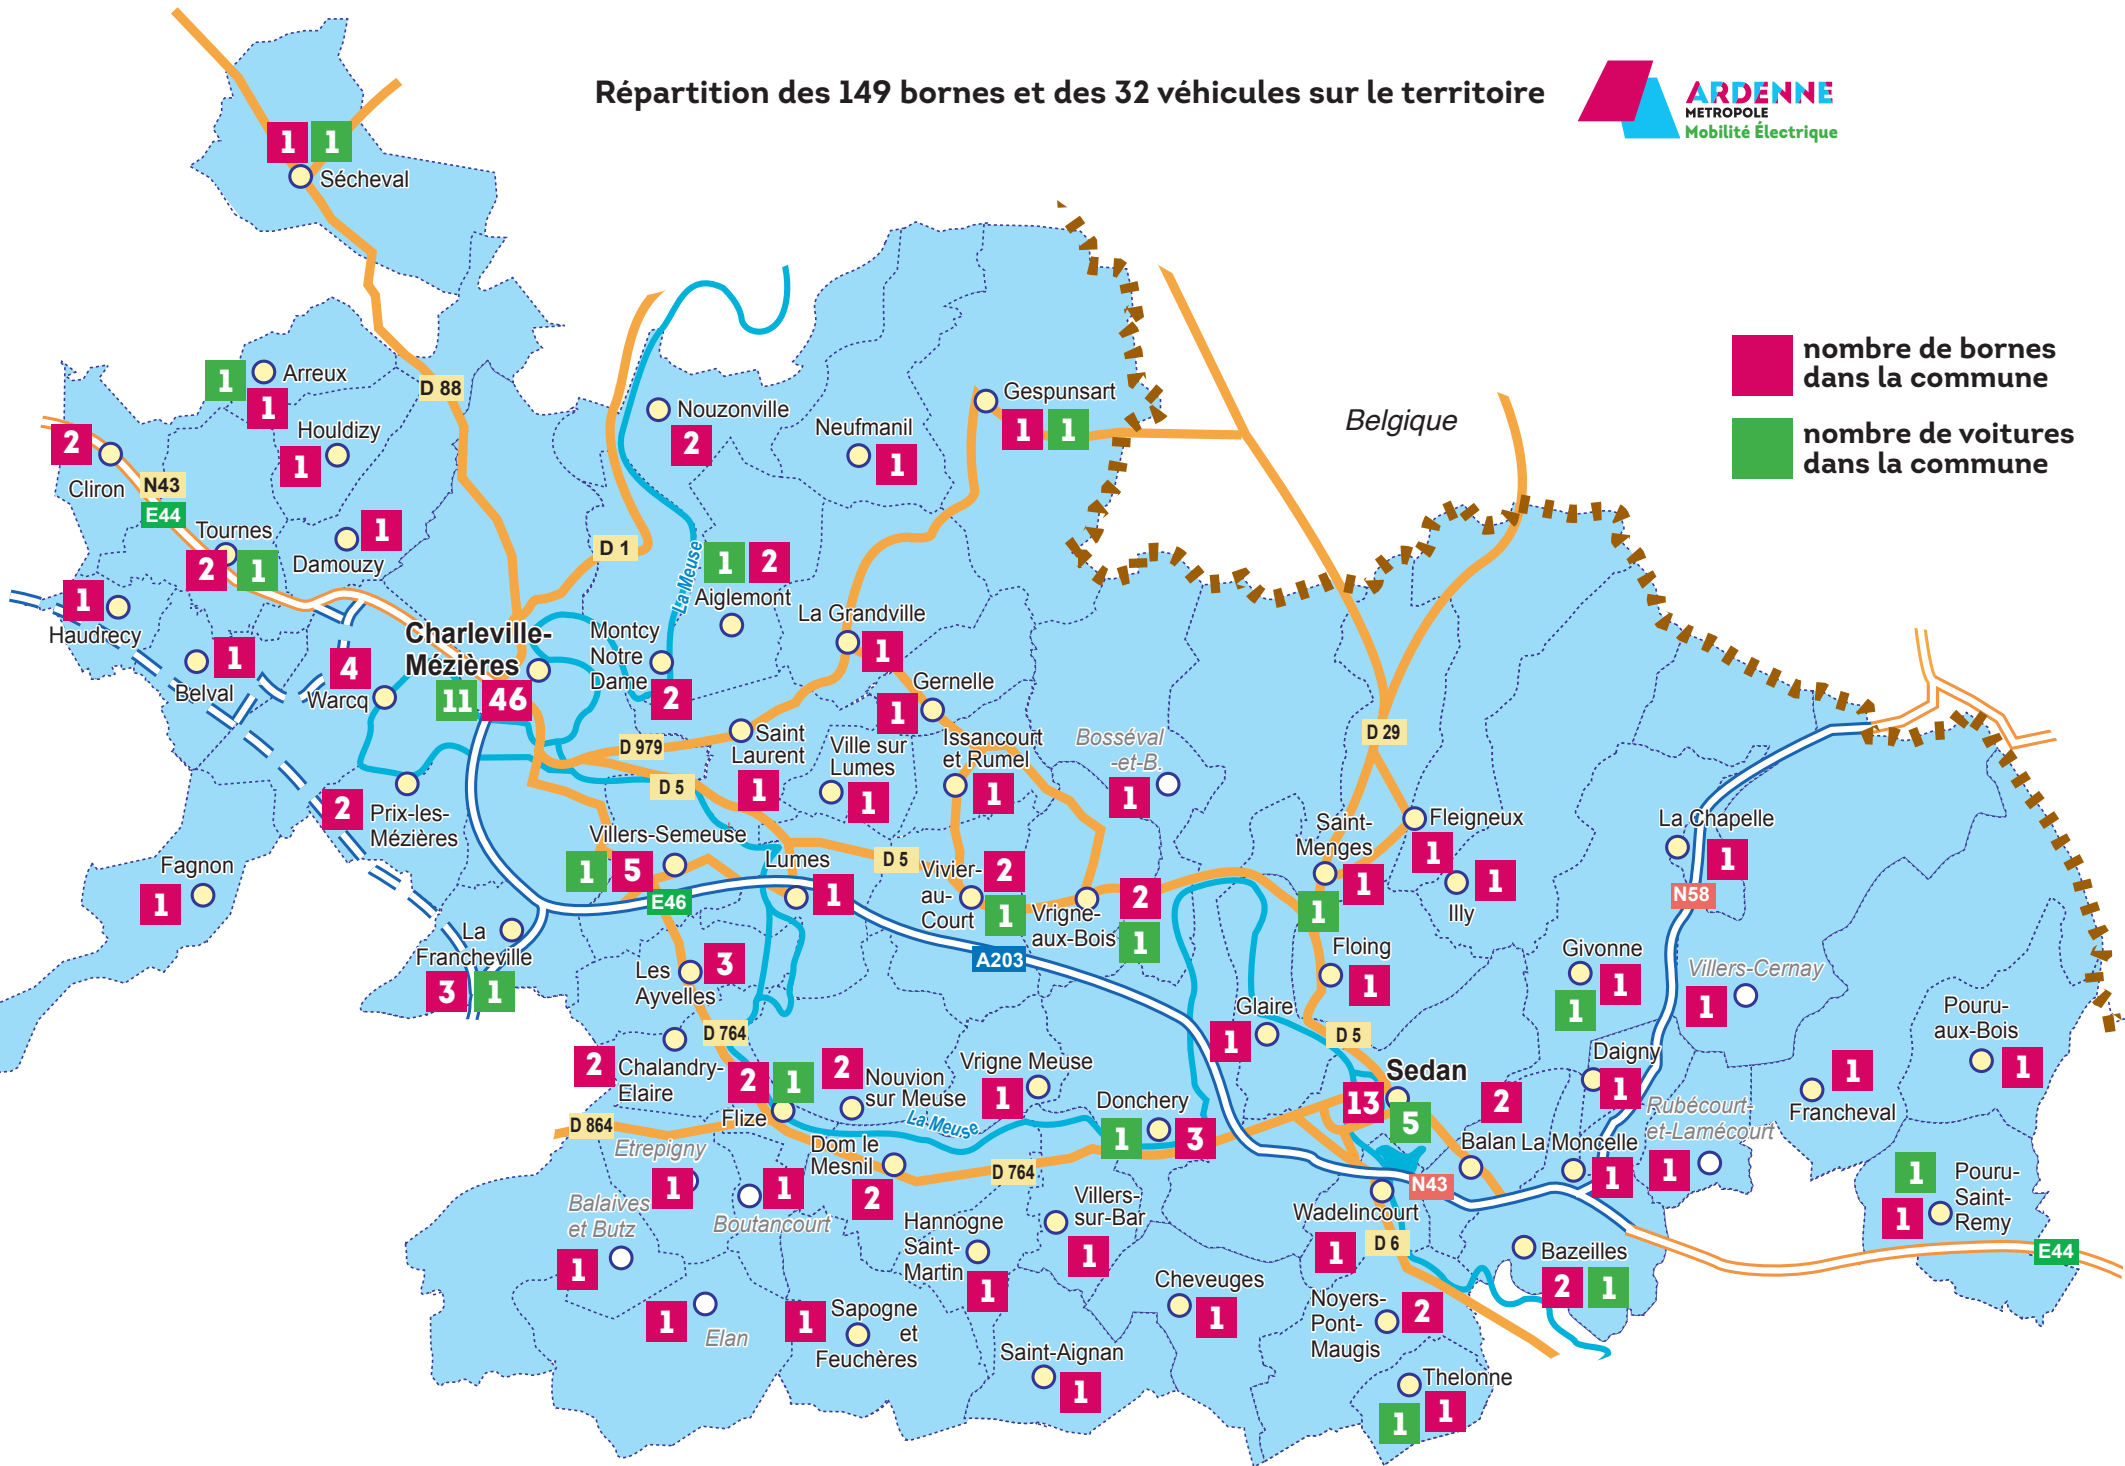 Répartition des 149 bornes et des 32 véhicules sur le territoire
ARDENNE
METROPOLE
Mobilité Électrique
nombre de bornes
dans la commune
nombre de voitures
dans la commune
Belgique
1 1
Sécheval
1
Arreux
1
D 88
Houldizy
1
2
Cliron
N43
E44
Tournes
2 1
1
Damouzy
1
Haudrecy
1
Belval
4
Warcq
Charleville-
Mézières
11 46
Nouzonville
2
Neufmanil
1
Gespunsart
1 1
D 1
La Meuse
1 2
Aiglemont
Montcy
Notre
Dame
2
La Grandville
1
Gernelle
1
D 979
Saint
Laurent
1
D 5
Ville sur
Lumes
1
Issancourt
et Rumel
1
Bosséval
-et-B.
1
D 29
2
Prix-les-
Mézières
Fagnon
1
Villers-Semeuse
1 5
E46
Lumes
1
D 5
Vivier-
au-
Court
2
1
Vrigne-
aux-Bois
2
1
A203
Saint-
Menges
1
1
Fleigneux
1
1
Illy
Floing
1
La Chapelle
1
N58
Givonne
1
1
Villers-Cernay
1
Pouru-
aux-Bois
1
La
Francheville
3 1
Les
Ayvelles
3
D 764
2
Chalandry-
Elaire
2 1
Flize
2
Nouvion
sur Meuse
La Meuse
Vrigne Meuse
1
Donchery
1 3
Glaire
1
D 5
Sedan
13
5
2
Balan
Daigny
1
La Moncelle
1
Rubécourt-
et-Lamécourt
1
1
Francheval
1
Pouru-
Saint-
Remy
1
E44
D 864
Etrepigny
1
Balaives
et Butz
1
1
Boutancourt
Dom le
Mesnil
2
D 764
1
Elan
1
Sapogne
et
Feuchères
Hannogne
Saint-
Martin
1
Villers-
sur-Bar
1
Saint-Aignan
1
Cheveuges
1
N43
Wadelincourt
1
D 6
Noyers-
Pont-
Maugis
2
Bazeilles
2 1
Thelonne
1
1